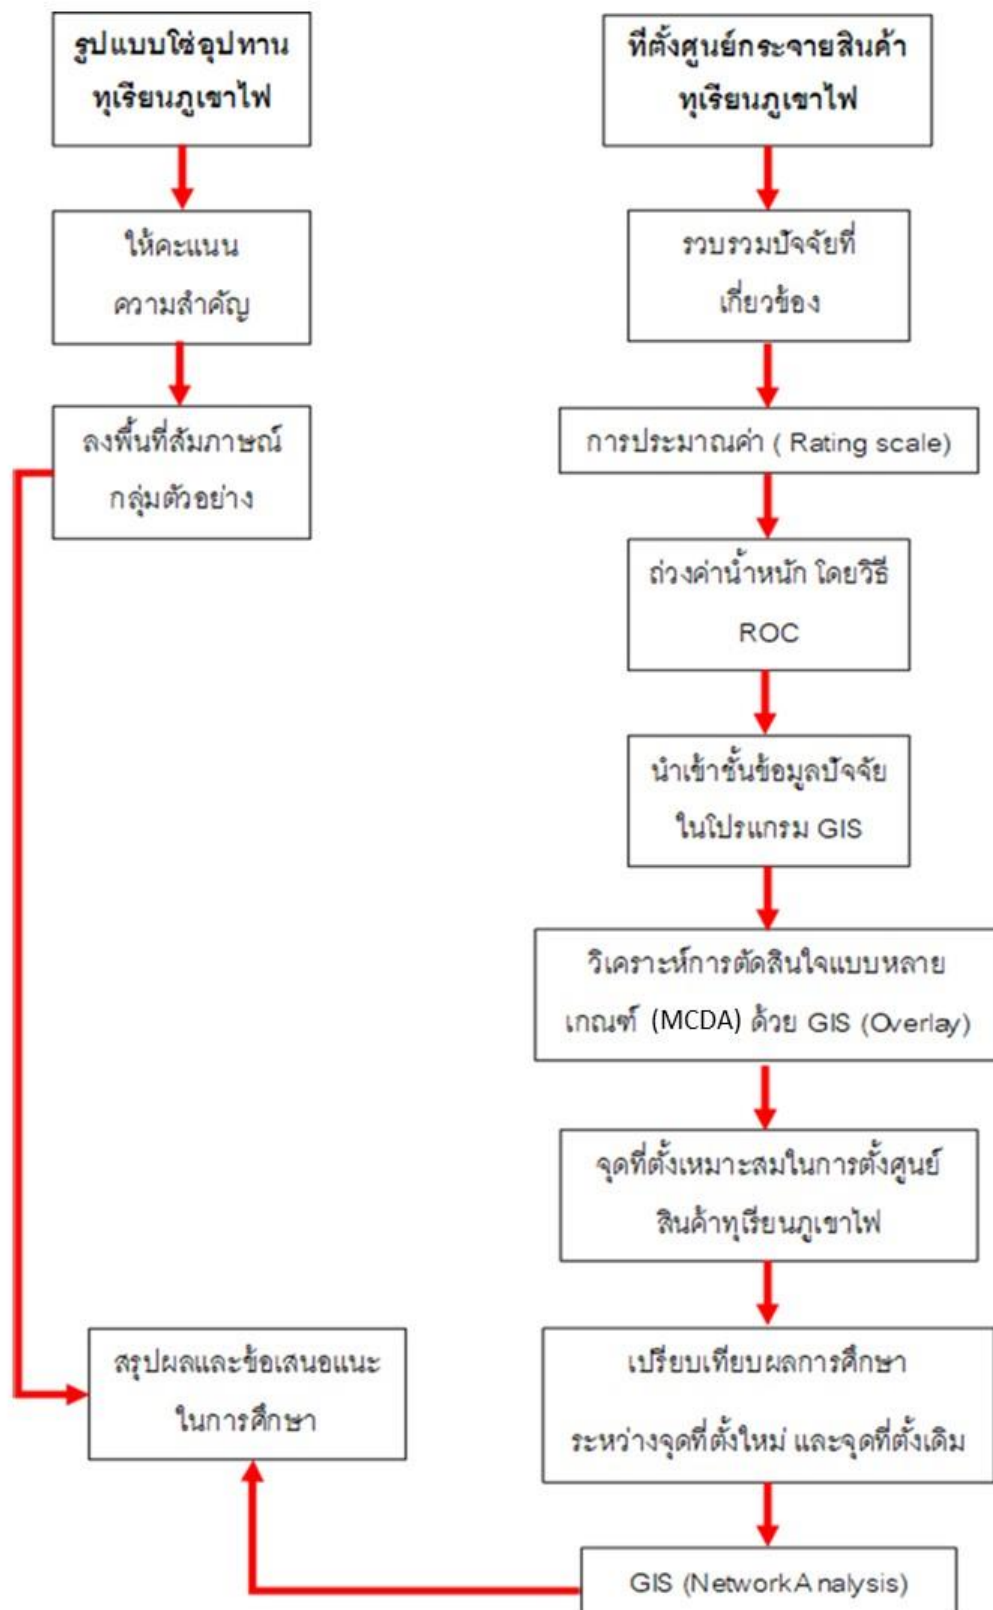 รูปแบบโซ่อุปทาน
ทุเรียนภูเขาไฟ
ให้คะแนน
ความสำคัญ
ลงพื้นที่สัมภาษณ์
กลุ่มตัวอย่าง
สรุปผลและข้อเสนอแนะ
ในการศึกษา
ที่ตั้งศูนย์กระจายสินค้า
ทุเรียนภูเขาไฟ
รวบรวมปัจจัยที่
เกี่ยวข้อง
การประมาณค่า ( Rating scale)
ถ่วงค่าน้ำหนัก โดยวิธี
ROC
นำเข้าชั้นข้อมูลปัจจัย
ในโปรแกรม GIS
วิเคราะห์การตัดสินใจแบบหลาย
เกณฑ์ (MCDA) ด้วย GIS (Overlay)
จุดที่ตั้งเหมาะสมในการตั้งศูนย์
สินค้าทุเรียนภูเขาไฟ
เปรียบเทียบผลการศึกษา
ระหว่างจุดที่ตั้งใหม่ และจุดที่ตั้งเดิม
GIS (NetworkAnalysis)